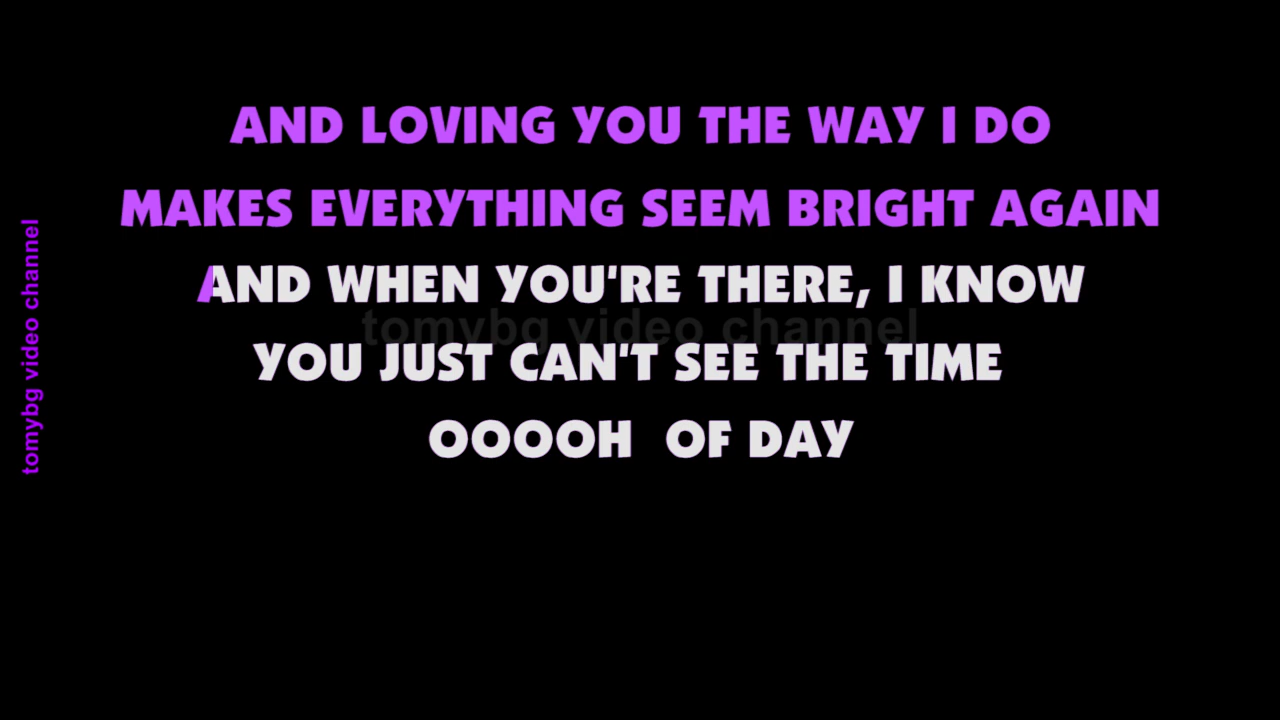 AND LOVING YOU THE WAY I DO
MAKES EVERYTHING SEEM BRIGHT AGAIN
AND WHEN YOU'RE THERE, I KNOW
tomybg video channel
YOU JUST CAN'T SEE THE TIME
OOOOH  OF DAY
tomybg video channel